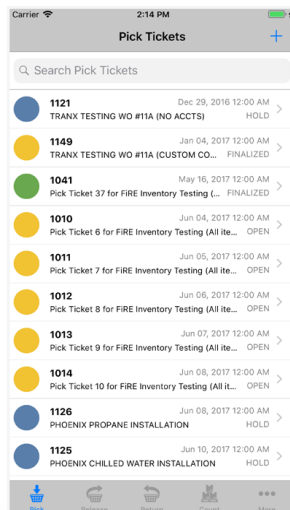 Carrier 2:14 PM
Pick Tickets +
Search Pick Tickets
1121 Dec 29, 2016 12:00 AM
TRANX TESTING WO #11A (NO ACCTS) HOLD
1149 Jan 04, 2017 12:00 AM
TRANX TESTING WO #11A (CUSTOM CO... FINALIZED
1041 May 16, 2017 12:00 AM
Pick Ticket 37 for FiRE Inventory Testing (... FINALIZED
1010 Jun 04, 2017 12:00 AM
Pick Ticket 6 for FiRE Inventory Testing (All ite... OPEN
1011 Jun 05, 2017 12:00 AM
Pick Ticket 7 for FiRE Inventory Testing (All ite... OPEN
1012 Jun 06, 2017 12:00 AM
Pick Ticket 8 for FiRE Inventory Testing (All ite... OPEN
1013 Jun 07, 2017 12:00 AM
Pick Ticket 9 for FiRE Inventory Testing (All ite... OPEN
1014 Jun 08, 2017 12:00 AM
Pick Ticket 10 for FiRE Inventory Testing (All it... OPEN
1126 Jun 08, 2017 12:00 AM
PHOENIX PROPANE INSTALLATION HOLD
1125 Jun 10, 2017 12:00 AM
PHOENIX CHILLED WATER INSTALLATION HOLD
Pick Release Return Count More